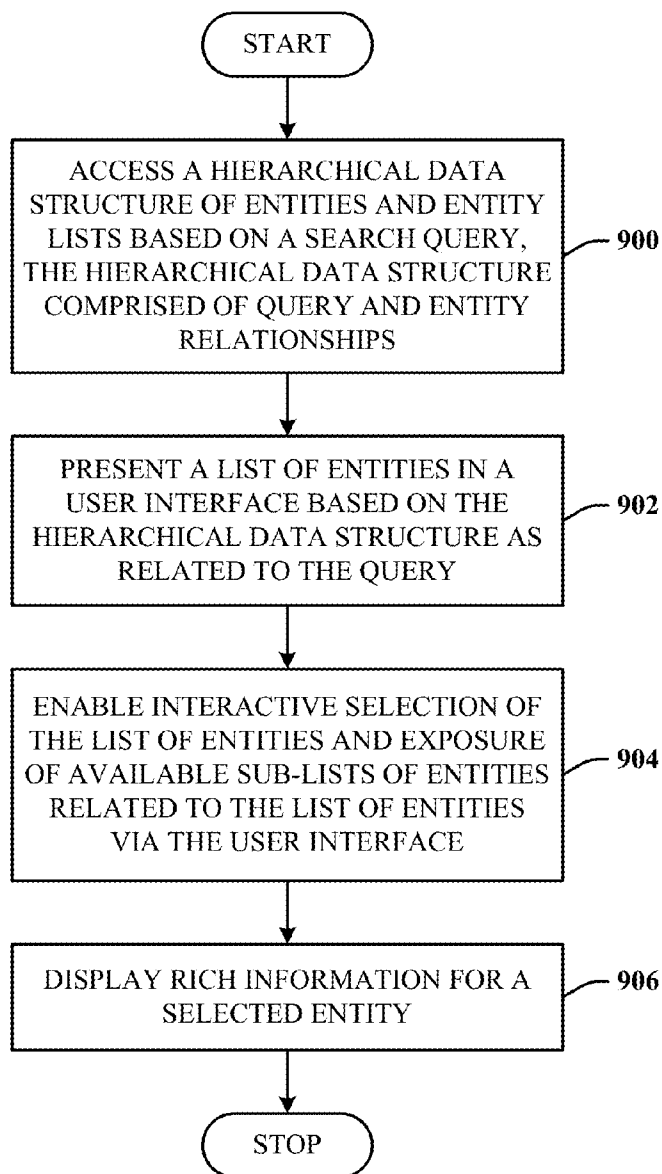 START
ACCESS A HIERARCHICAL DATA
STRUCTURE OF ENTITIES AND ENTITY
LISTS BASED ON A SEARCH QUERY,
THE HIERARCHICAL DATA STRUCTURE
COMPRISED OF QUERY AND ENTITY
RELATIONSHIPS
900
PRESENT A LIST OF ENTITIES IN A
USER INTERFACE BASED ON THE
HIERARCHICAL DATA STRUCTURE AS
RELATED TO THE QUERY
902
ENABLE INTERACTIVE SELECTION OF
THE LIST OF ENTITIES AND EXPOSURE
OF AVAILABLE SUB-LISTS OF ENTITIES
RELATED TO THE LIST OF ENTITIES
VIA THE USER INTERFACE
904
DISPLAY RICH INFORMATION FOR A
SELECTED ENTITY
906
STOP